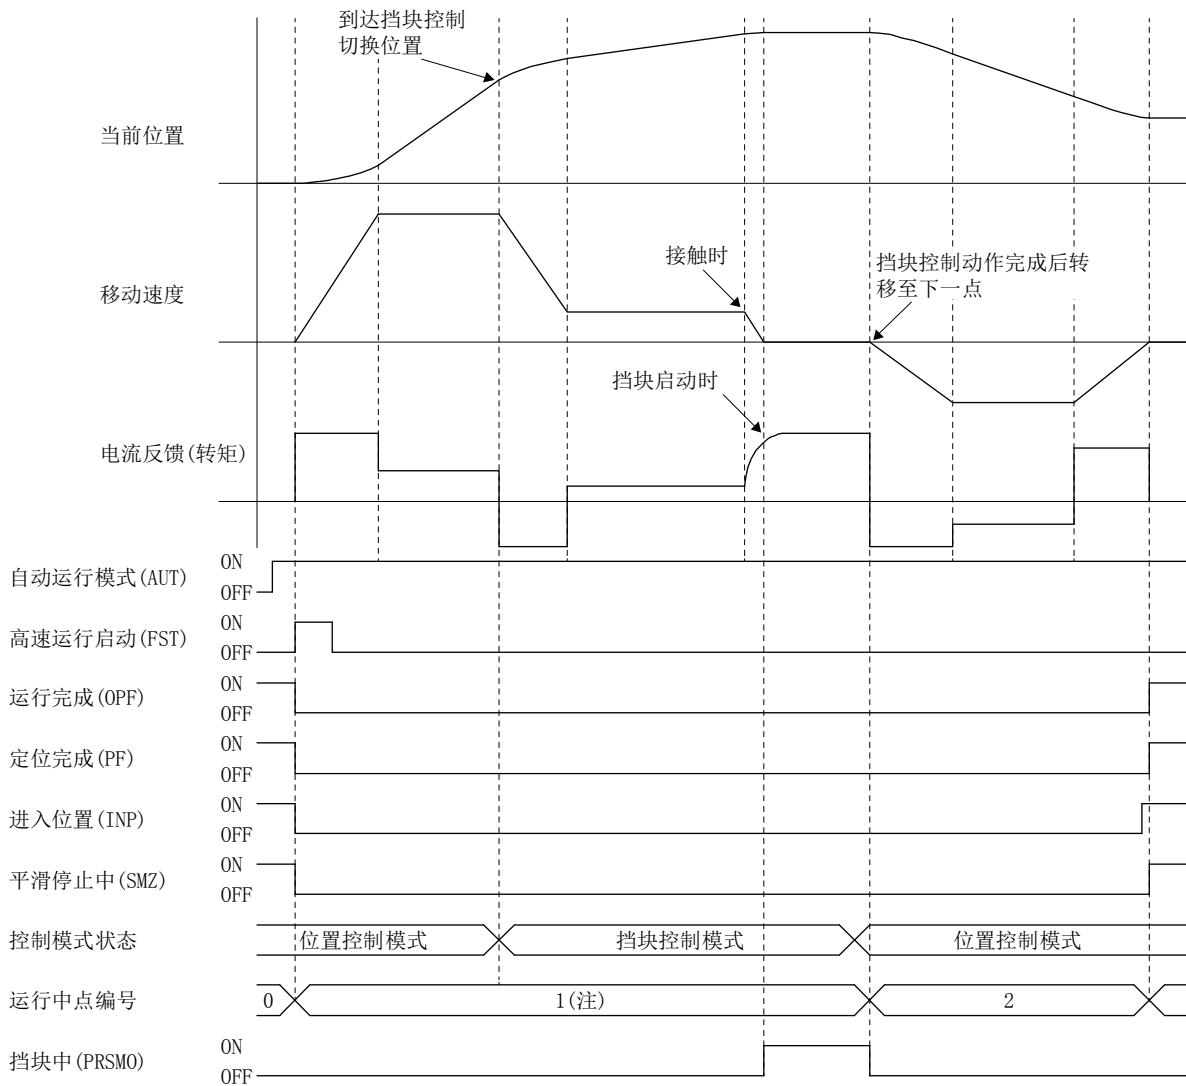 到达挡块控制
切换位置
当前位置
接触时
挡块控制动作完成后转
移至下一点
移动速度
挡块启动时
电流反馈(转矩)
自动运行模式(AUT)
ON
OFF
高速运行启动(FST)
ON
OFF
运行完成(OPF)
ON
OFF
定位完成(PF)
ON
OFF
进入位置(INP)
ON
OFF
平滑停止中(SMZ)
ON
OFF
控制模式状态 位置控制模式 挡块控制模式 位置控制模式
运行中点编号 0 1(注) 2
挡块中(PRSMO)
ON
OFF